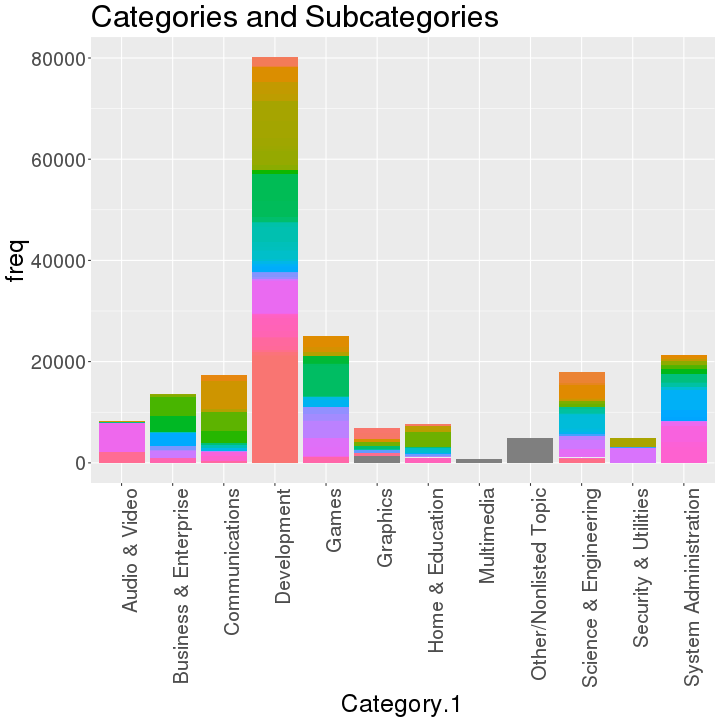 Categories and Subcategories
freq
80000
60000
40000
20000
0
Audio & Video
Business & Enterprise
Communications
Development
Games
Graphics
Home & Education
Multimedia
Other/Nonlisted Topic
Science & Engineering
Security & Utilities
System Administration
Category.1